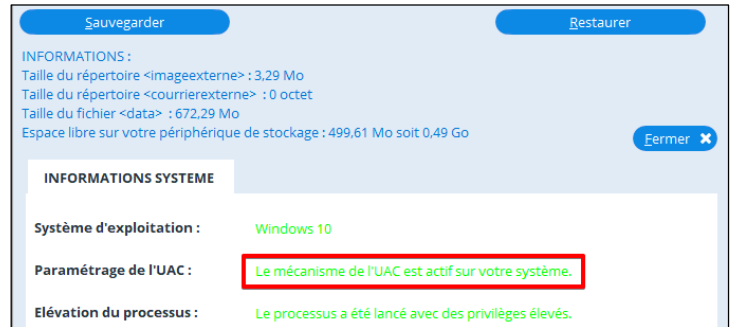 Sauvegarder
Restaurer
INFORMATIONS :
Taille du répertoire <imageexterne> : 3,29 Mo
Taille du répertoire <courrierexterne> : 0 octet
Taille du fichier <data> : 672,29 Mo
Espace libre sur votre périphérique de stockage : 499,61 Mo soit 0,49 Go
Fermer
INFORMATIONS SYSTEME
Système d'exploitation : Windows 10
Paramétrage de l'UAC : Le mécanisme de l'UAC est actif sur votre système.
Elévation du processus : Le processus a été lancé avec des privilèges élevés.